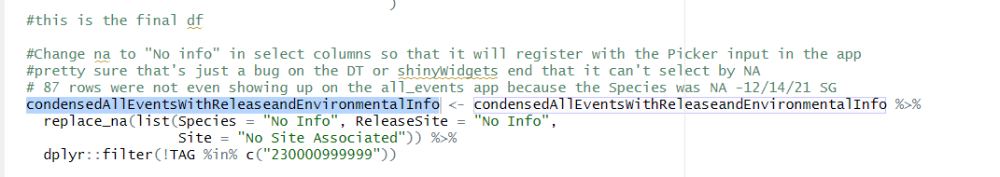 )
#this is the final df
#Change na to "No info" in select columns so that it will register with the Picker input in the app
#pretty sure that's just a bug on the DT or shinyWidgets end that it can't select by NA
# 87 rows were not even showing up on the all_events app because the Species was NA -12/14/21 SG
condensedAllEventsWithReleaseandEnvironmentalInfo <- condensedAllEventsWithReleaseandEnvironmentalInfo %>%
replace_na(list(Species = "No Info", ReleaseSite = "No Info",
Site = "No Site Associated")) %>%
dplyr::filter(!TAG %in% c("230000999999"))